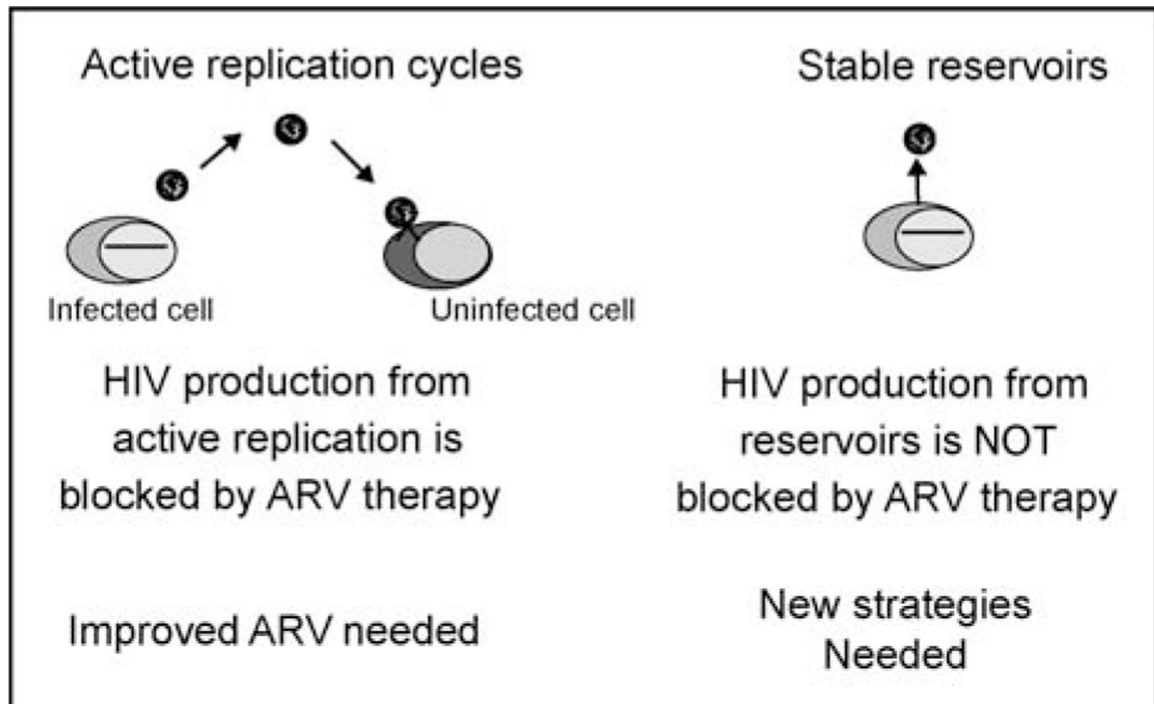 Active replication cycles
Infected cell
Uninfected cell
HIV production from
active replication is
blocked by ARV therapy
Improved ARV needed
Stable reservoirs
HIV production from
reservoirs is NOT
blocked by ARV therapy
New strategies
Needed